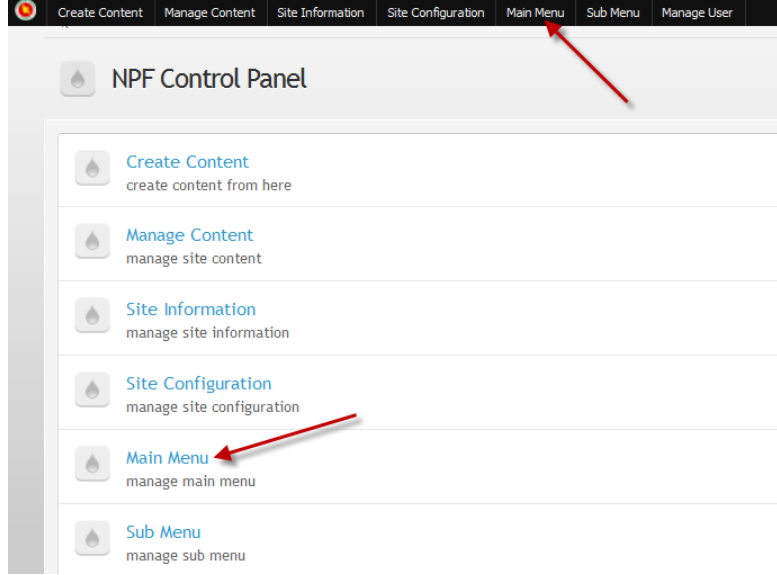 Create Content Manage Content Site Information Site Configuration Main Menu Sub Menu Manage User
NPF Control Panel
Create Content
create content from here
Manage Content
manage site content
Site Information
manage site information
Site Configuration
manage site configuration
Main Menu
manage main menu
Sub Menu
manage sub menu